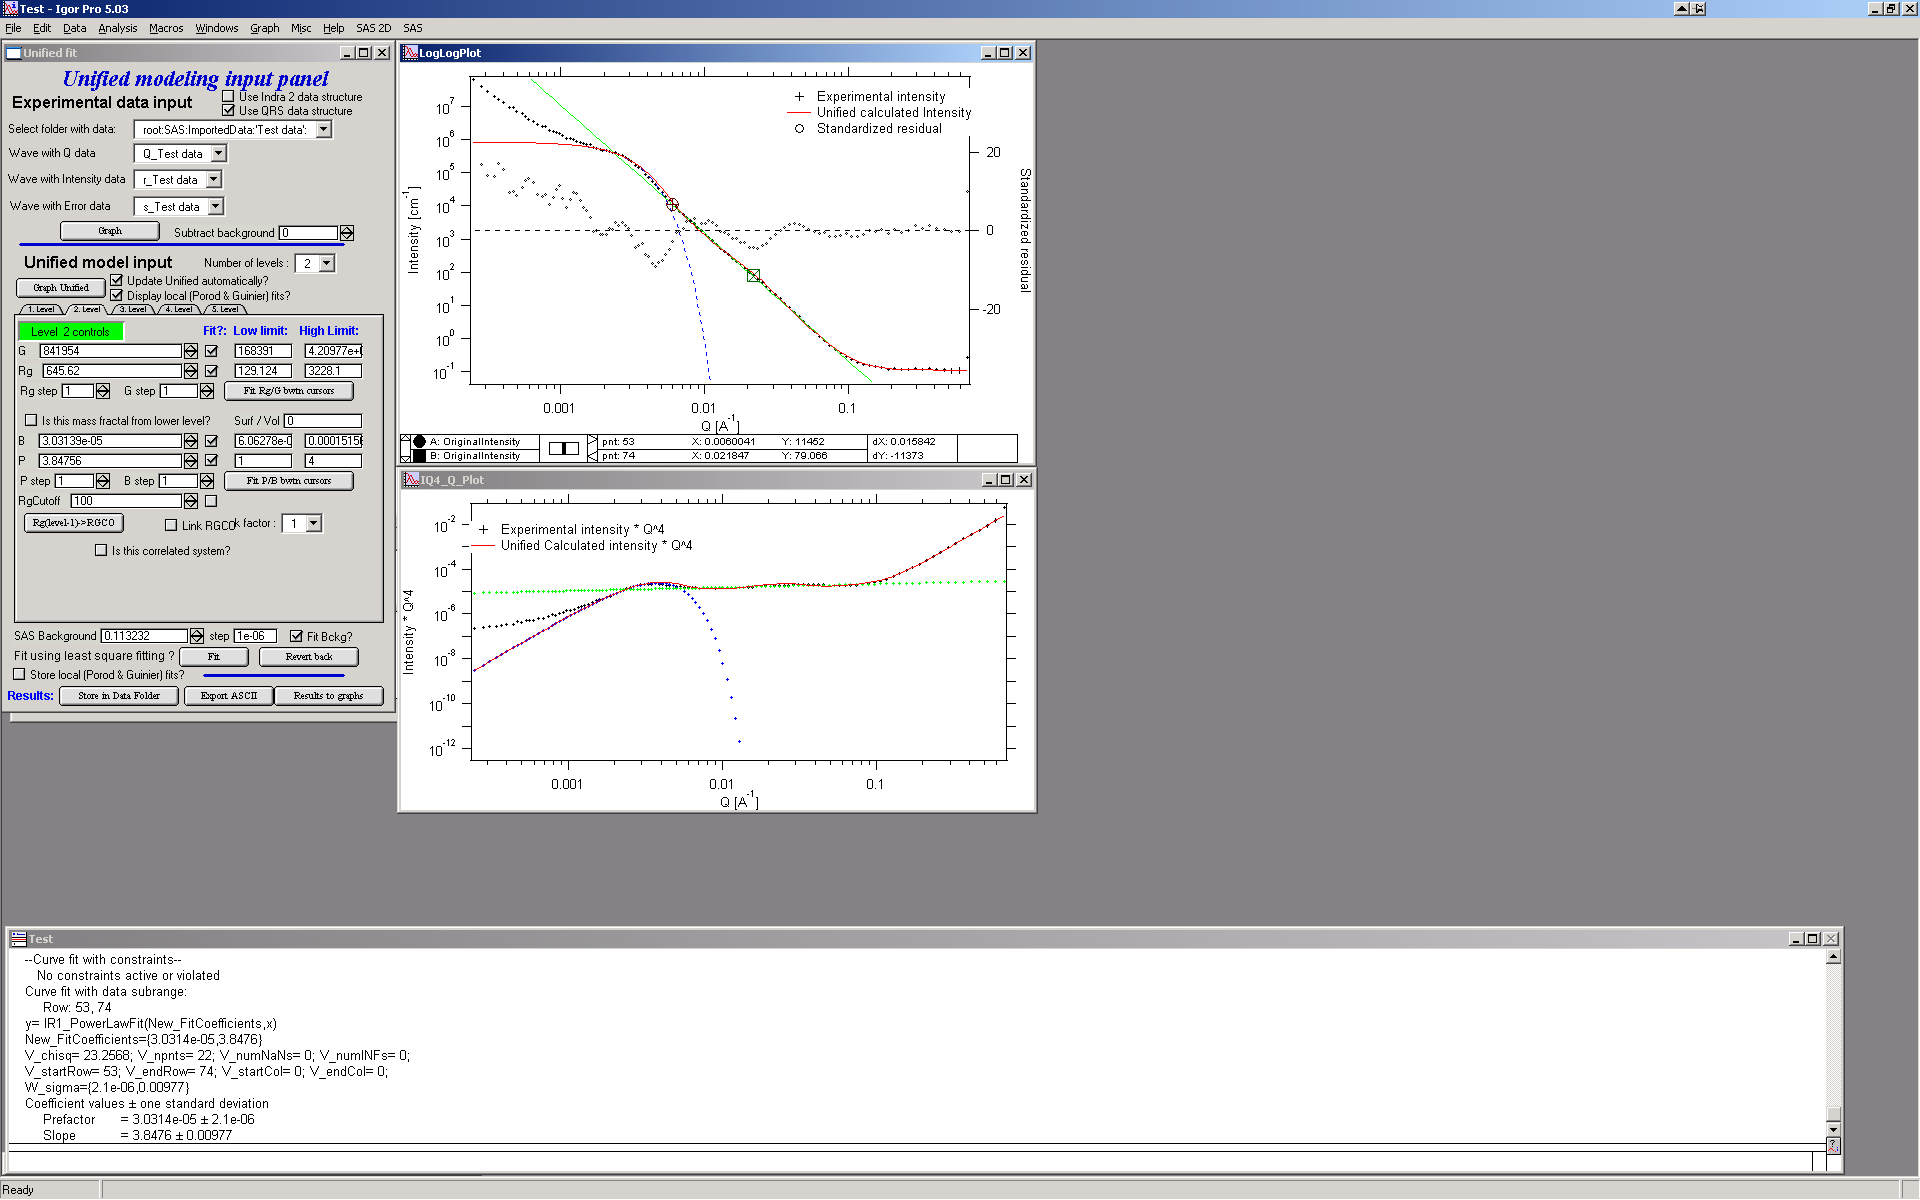 Test - Igor Pro 5.03
File Edit Data Analysis Macros Windows Graph Misc Help SAS 2D SAS
Unified fit
Unified modeling input panel
Experimental data input
Use Indra 2 data structure
Use QRS data structure
Select folder with data: root:SAS:ImportedData:'Test data':
Wave with Q data Q_Test data
Wave with Intensity data r_Test data
Wave with Error data s_Test data
Graph Subtract background 0
Unified model input Number of levels : 2
Graph Unified Update Unified automatically?
Display local (Porod & Guinier) fits?
1. Level 2. Level 3. Level 4. Level 5. Level
Level 2 controls Fit?: Low limit: High Limit:
G 841954 168391 4.20977e+
Rg 645.62 129.124 3228.1
Rg step 1 G step 1 Fit Rg/G bwtn cursors
Is this mass fractal from lower level? Surf / Vol 0
B 3.03139e-05 6.06278e-0 0.0001515
P 3.84756 1 4
P step 1 B step 1 Fit P/B bwtn cursors
RgCutoff 100
Rg(level-1)->RGCO Link RGCO k factor : 1
Is this correlated system?
SAS Background 0.113232 step 1e-06 Fit Bckg?
Fit using least square fitting ? Fit Revert back
Store local (Porod & Guinier) fits?
Results: Store in Data Folder Export ASCII Results to graphs
LogLogPlot
Experimental intensity
Unified calculated Intensity
Standardized residual
Intensity [cm-1]
10^7
10^6
10^5
10^4
10^3
10^2
10^1
10^0
10^-1
20
0
-20
Standardized residual
0.001 0.01 0.1
Q [A-1]
A: OriginalIntensity pnt: 53 X: 0.0060041 Y: 11452 dX: 0.015842
B: OriginalIntensity pnt: 74 X: 0.021847 Y: 79.066 dY: -11373
IQ4_Q_Plot
Experimental intensity * Q^4
Unified Calculated intensity * Q^4
Intensity * Q^4
10^-2
10^-4
10^-6
10^-8
10^-10
10^-12
0.001 0.01 0.1
Q [A-1]
Test
--Curve fit with constraints--
No constraints active or violated
Curve fit with data subrange:
Row: 53, 74
y= IR1_PowerLawFit(New_FitCoefficients,x)
New_FitCoefficients={3.0314e-05,3.8476}
V_chisq= 23.2568; V_npnts= 22; V_numNaNs= 0; V_numINFs= 0;
V_startRow= 53; V_endRow= 74; V_startCol= 0; V_endCol= 0;
W_sigma={2.1e-06,0.00977}
Coefficient values ± one standard deviation
Prefactor = 3.0314e-05 ± 2.1e-06
Slope = 3.8476 ± 0.00977
Ready